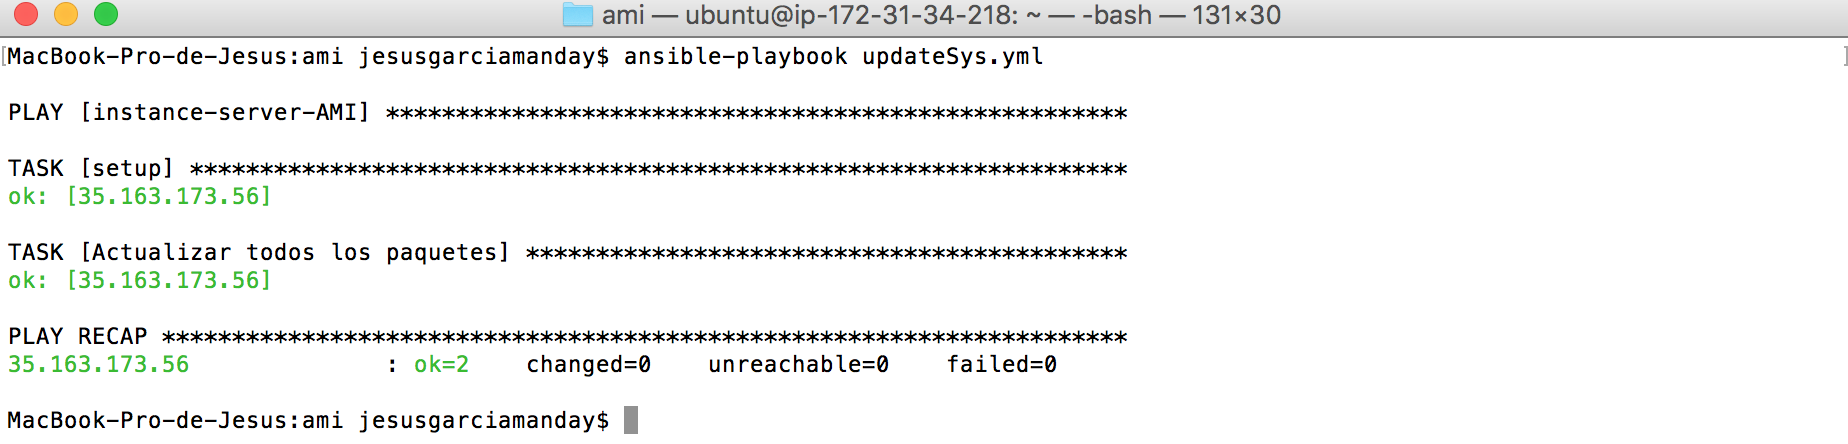 ami — ubuntu@ip-172-31-34-218: ~ — -bash — 131×30
[MacBook-Pro-de-Jesus:ami jesusgarciamanday$ ansible-playbook updateSys.yml ]
PLAY [instance-server-AMI] *****************************************************
TASK [setup] *******************************************************************
ok: [35.163.173.56]
TASK [Actualizar todos los paquetes] *******************************************
ok: [35.163.173.56]
PLAY RECAP *********************************************************************
35.163.173.56 : ok=2 changed=0 unreachable=0 failed=0
MacBook-Pro-de-Jesus:ami jesusgarciamanday$